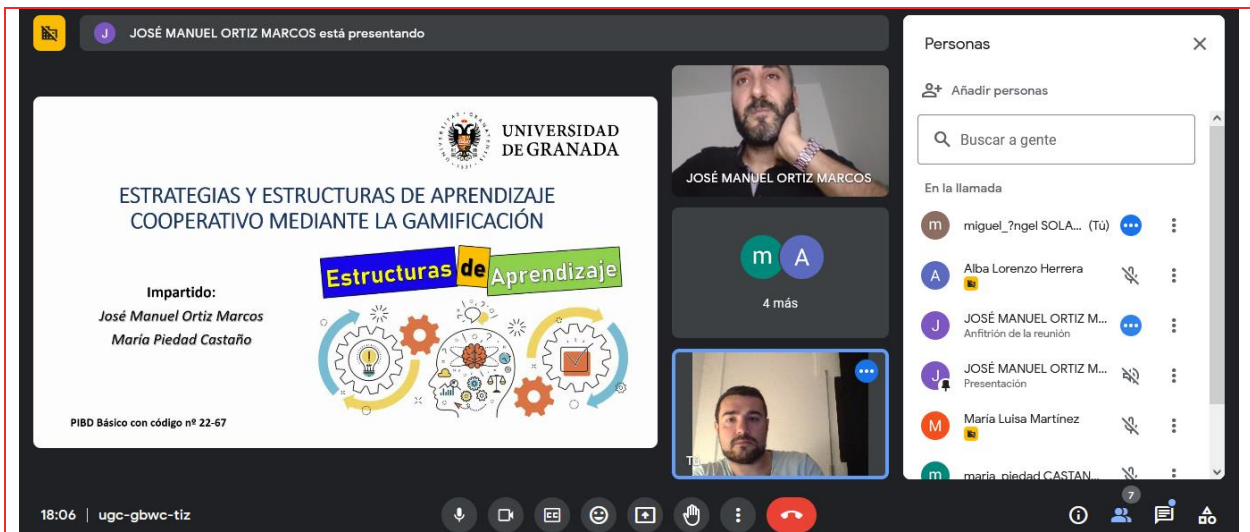 JOSÉ MANUEL ORTIZ MARCOS está presentando
J
UNIVERSIDAD
DE GRANADA
ESTRATEGIAS Y ESTRUCTURAS DE APRENDIZAJE
COOPERATIVO MEDIANTE LA GAMIFICACIÓN
Estructuras de Aprendizaje
Impartido:
José Manuel Ortiz Marcos
María Piedad Castaño
PIBD Básico con código nº 22-67
JOSÉ MANUEL ORTIZ MARCOS
m A
4 más
Tú
Personas
Añadir personas
Buscar a gente
En la llamada
m miguel_?ngel SOLA... (Tú)
A Alba Lorenzo Herrera
J JOSÉ MANUEL ORTIZ M...
Anfitrión de la reunión
J JOSÉ MANUEL ORTIZ M...
Presentación
M María Luisa Martínez
m maria_piedad CASTAN...
18:06 | ugc-gbwc-tiz
CC
7